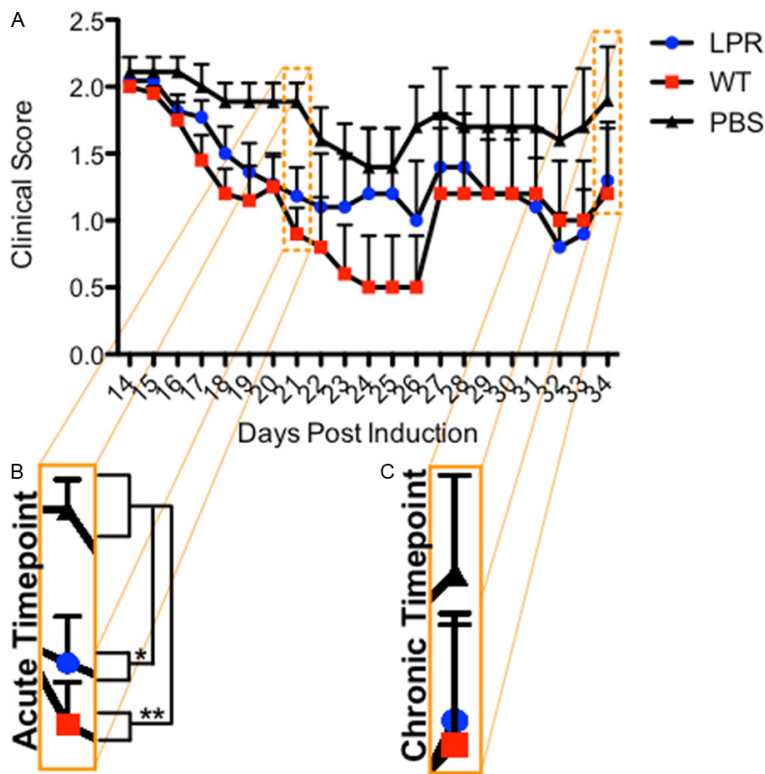 A
Clinical Score
2.5
2.0
1.5
1.0
0.5
0.0
LPR
WT
PBS
14 15 16 17 18 19 20 21 22 23 24 25 26 27 28 29 30 31 32 33 34
Days Post Induction
B
Acute Timepoint
*
**
C
Chronic Timepoint